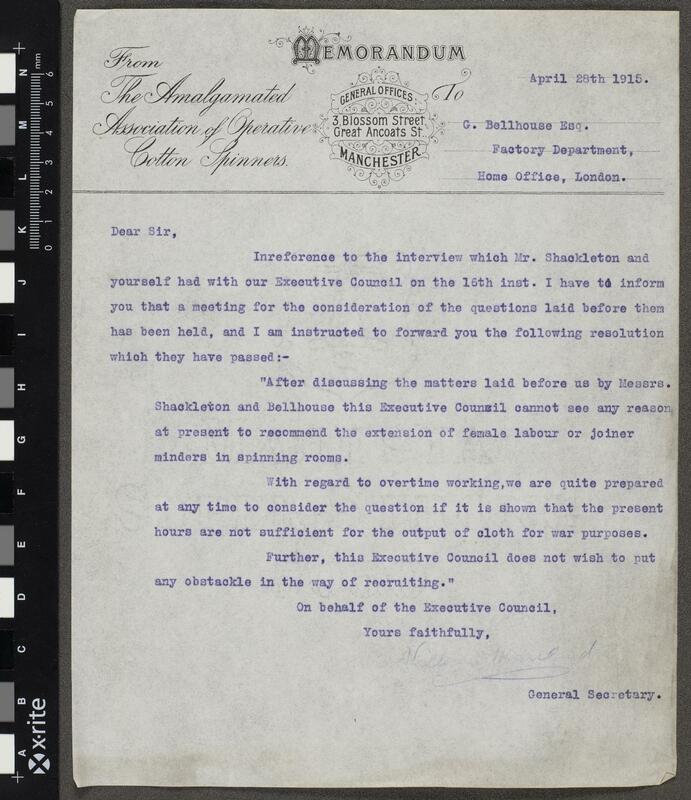 MEMORANDUM
From
The Amalgamated
Association of Operative
Cotton Spinners.
GENERAL OFFICES:
3, Blossom Street,
Great Ancoats St
MANCHESTER
To
April 28th 1915.
G. Bellhouse Esq.
Factory Department,
Home Office, London.
Dear Sir,
Inreference to the interview which Mr. Shackleton and
yourself had with our Executive Council on the 16th inst. I have to inform
you that a meeting for the consideration of the questions laid before them
has been held, and I am instructed to forward you the following resolution
which they have passed:-
"After discussing the matters laid before us by Messrs.
Shackleton and Bellhouse this Executive Council cannot see any reason
at present to recommend the extension of female labour or joiner
minders in spinning rooms.
With regard to overtime working,we are quite prepared
at any time to consider the question if it is shown that the present
hours are not sufficient for the output of cloth for war purposes.
Further, this Executive Council does not wish to put
any obstackle in the way of recruiting."
On behalf of the Executive Council,
Yours faithfully,
General Secretary.
mm
0 1 2 3 4 5 6
A B C D E F G H I J K L M N
x-rite